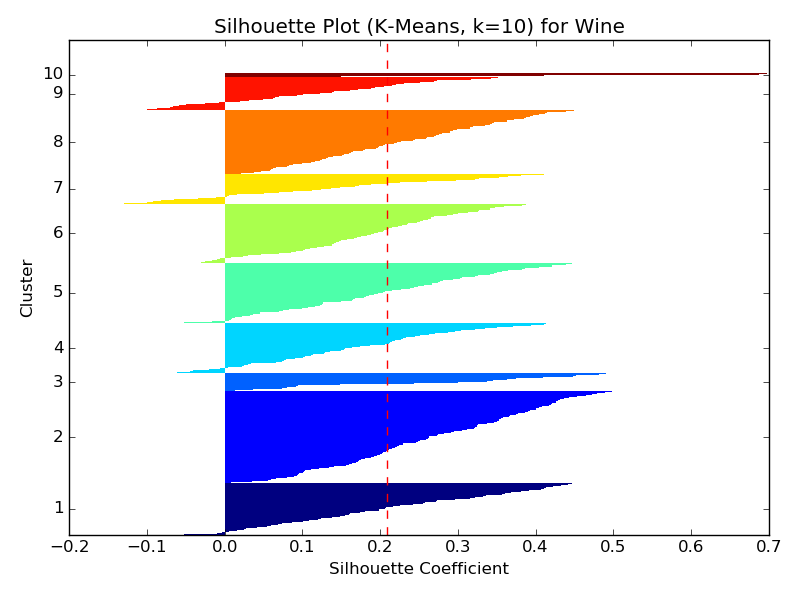 Silhouette Plot (K-Means, k=10) for Wine
10
9
8
7
6
5
4
3
2
1
Cluster
−0.2 −0.1 0.0 0.1 0.2 0.3 0.4 0.5 0.6 0.7
Silhouette Coefficient